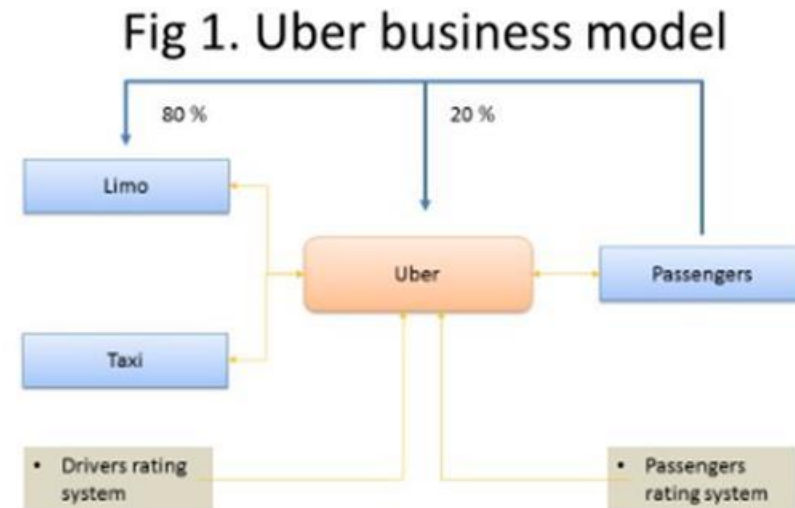 Fig 1. Uber business model
80 %
20 %
Limo
Uber
Passengers
Taxi
• Drivers rating
system
• Passengers
rating system